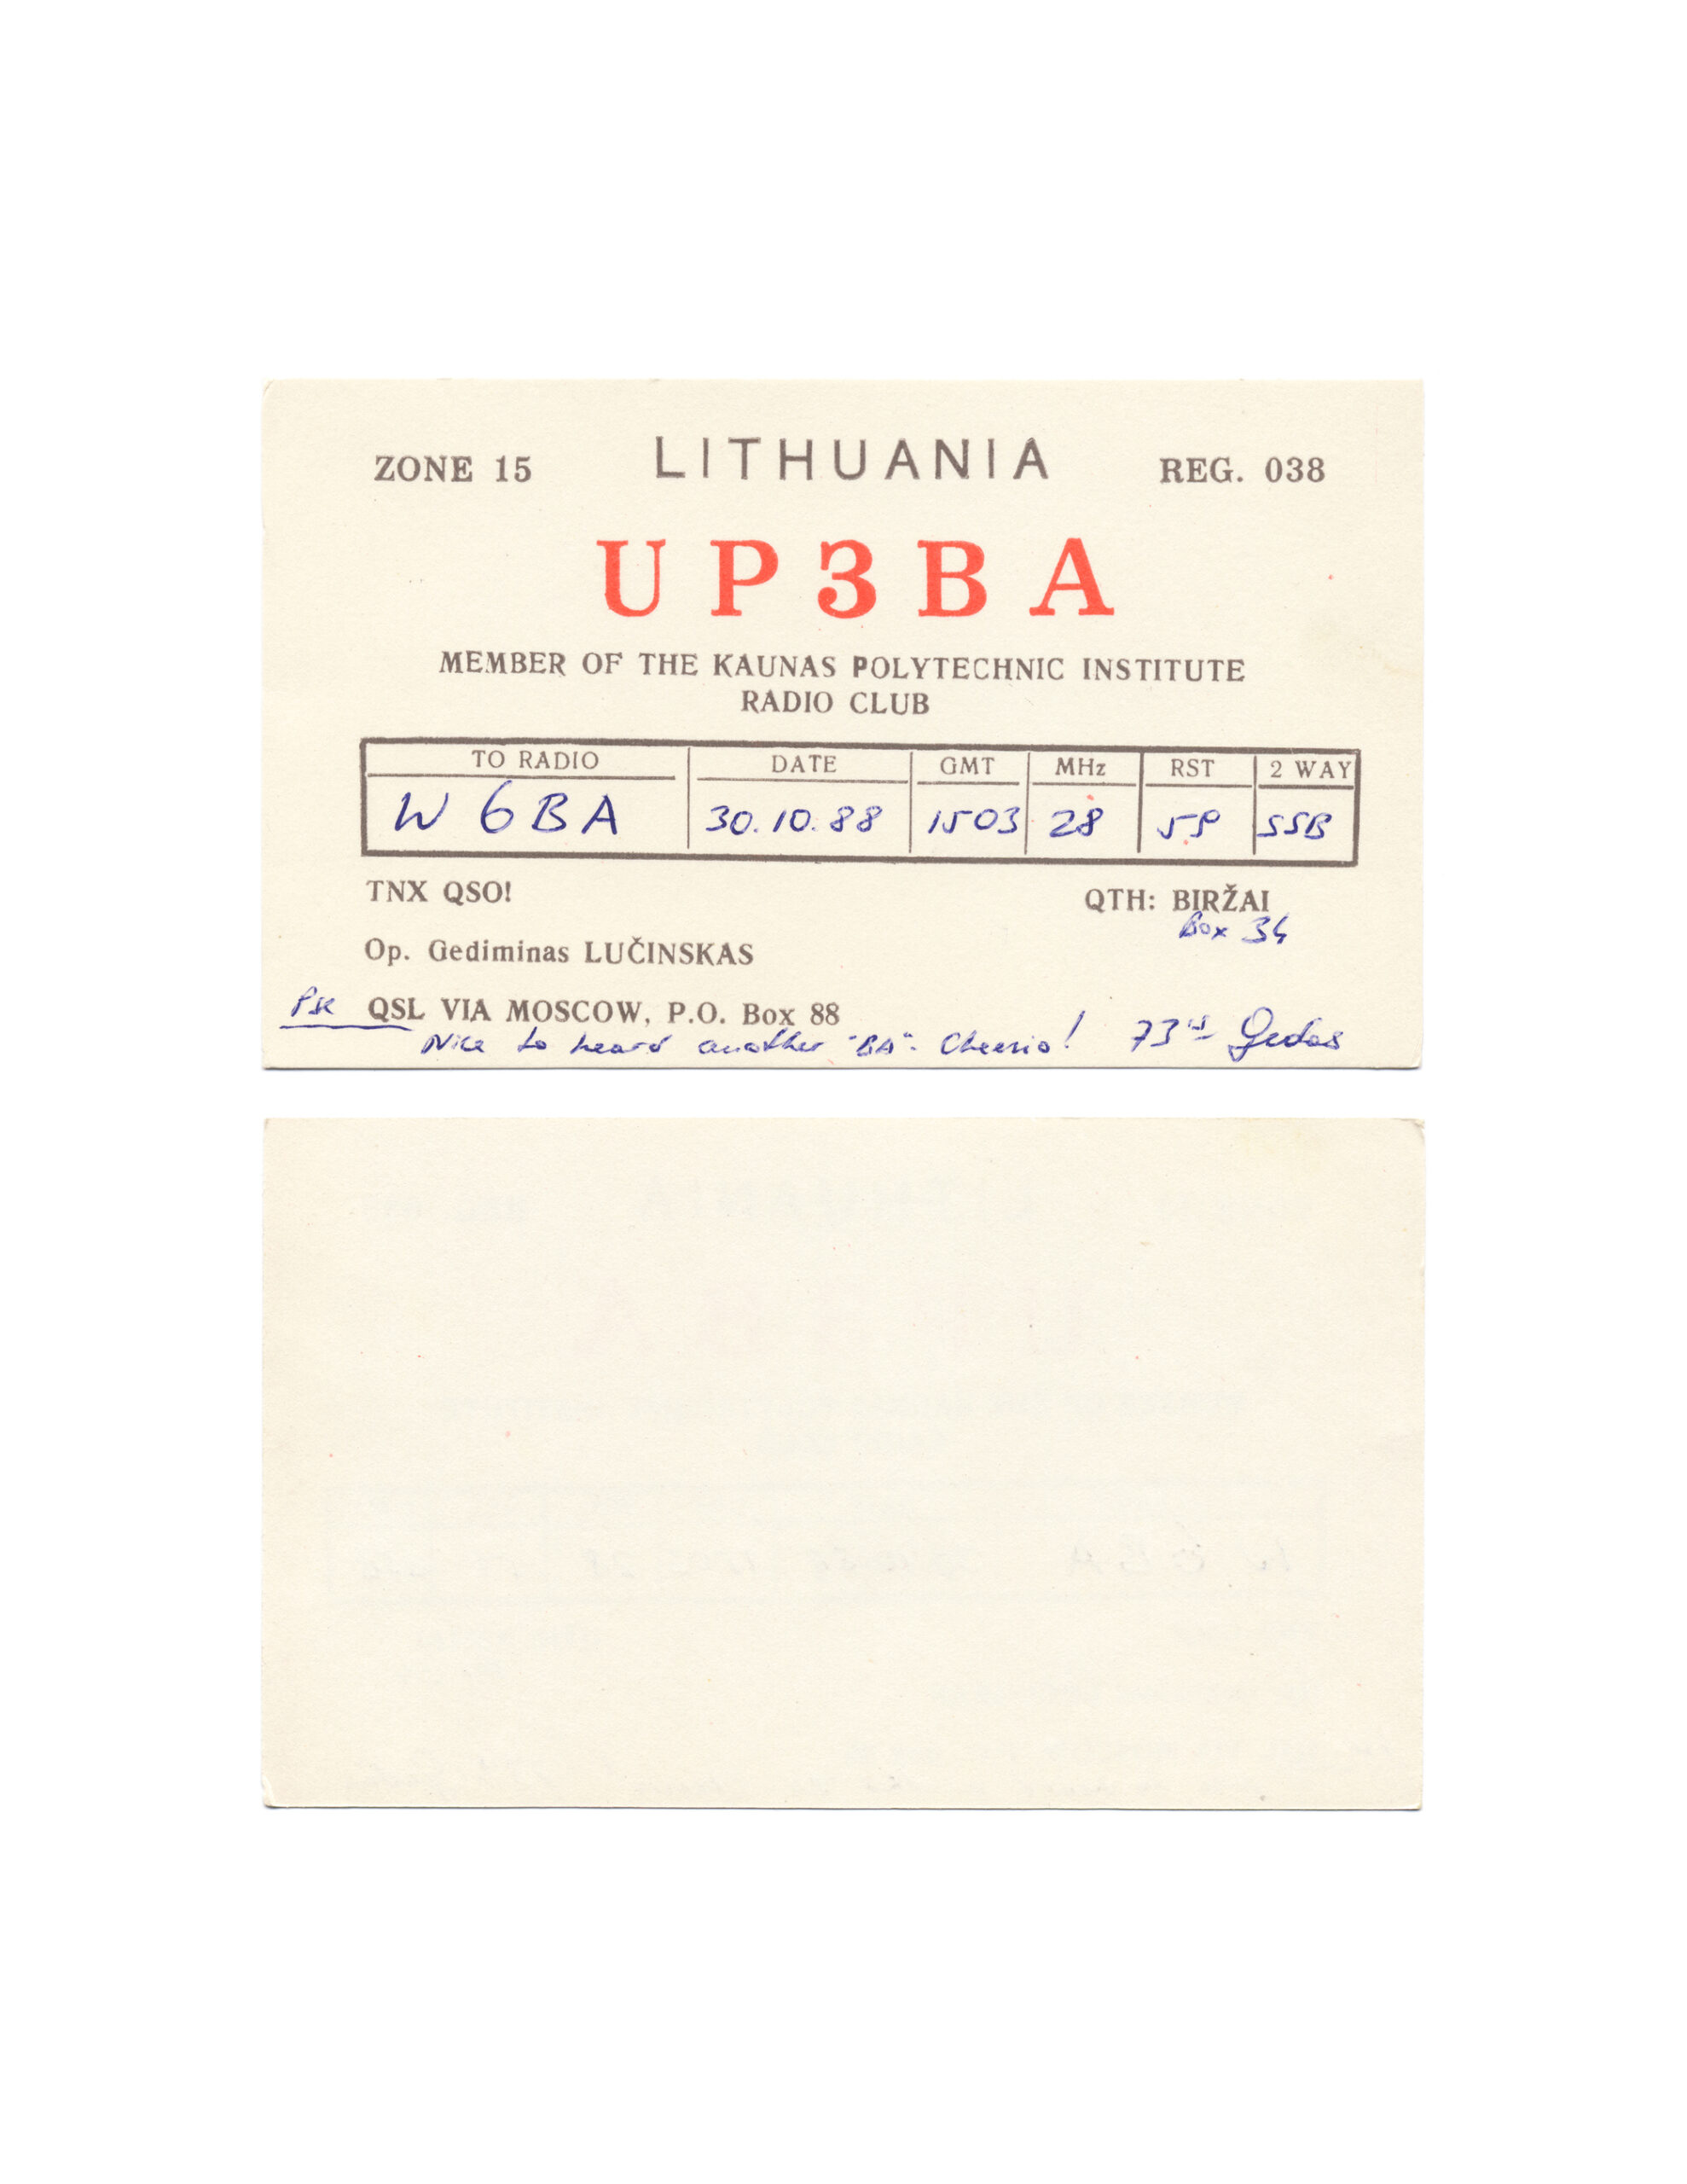 ZONE 15 LITHUANIA REG. 038
UP3BA
MEMBER OF THE KAUNAS POLYTECHNIC INSTITUTE
RADIO CLUB
TO RADIO DATE GMT MHz RST 2 WAY
W6BA 30.10.88 1503 28 59 SSB
TNX QSO! QTH: BIRŽAI
Box 34
Op. Gediminas LUČINSKAS
Psk QSL VIA MOSCOW, P.O. Box 88
Nice to heard another "BA". Cheerio! 73's Gedas